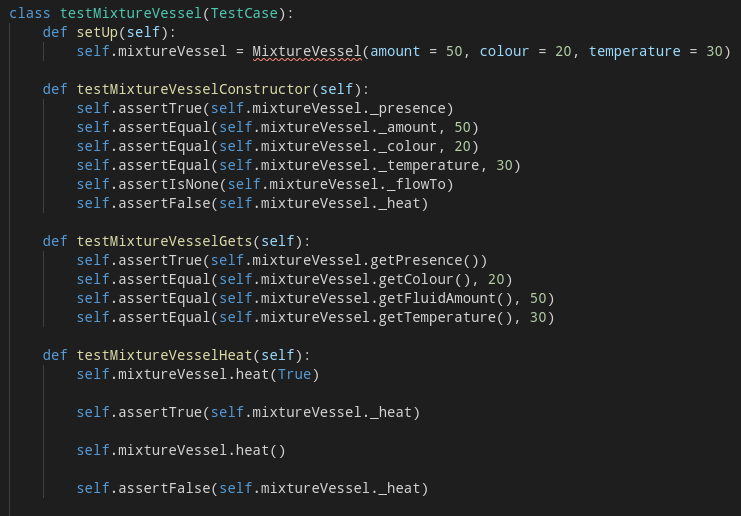 class testMixtureVessel(TestCase):
    def setUp(self):
        self.mixtureVessel = MixtureVessel(amount = 50, colour = 20, temperature = 30)

    def testMixtureVesselConstructor(self):
        self.assertTrue(self.mixtureVessel._presence)
        self.assertEqual(self.mixtureVessel._amount, 50)
        self.assertEqual(self.mixtureVessel._colour, 20)
        self.assertEqual(self.mixtureVessel._temperature, 30)
        self.assertIsNone(self.mixtureVessel._flowTo)
        self.assertFalse(self.mixtureVessel._heat)

    def testMixtureVesselGets(self):
        self.assertTrue(self.mixtureVessel.getPresence())
        self.assertEqual(self.mixtureVessel.getColour(), 20)
        self.assertEqual(self.mixtureVessel.getFluidAmount(), 50)
        self.assertEqual(self.mixtureVessel.getTemperature(), 30)

    def testMixtureVesselHeat(self):
        self.mixtureVessel.heat(True)

        self.assertTrue(self.mixtureVessel._heat)

        self.mixtureVessel.heat()

        self.assertFalse(self.mixtureVessel._heat)